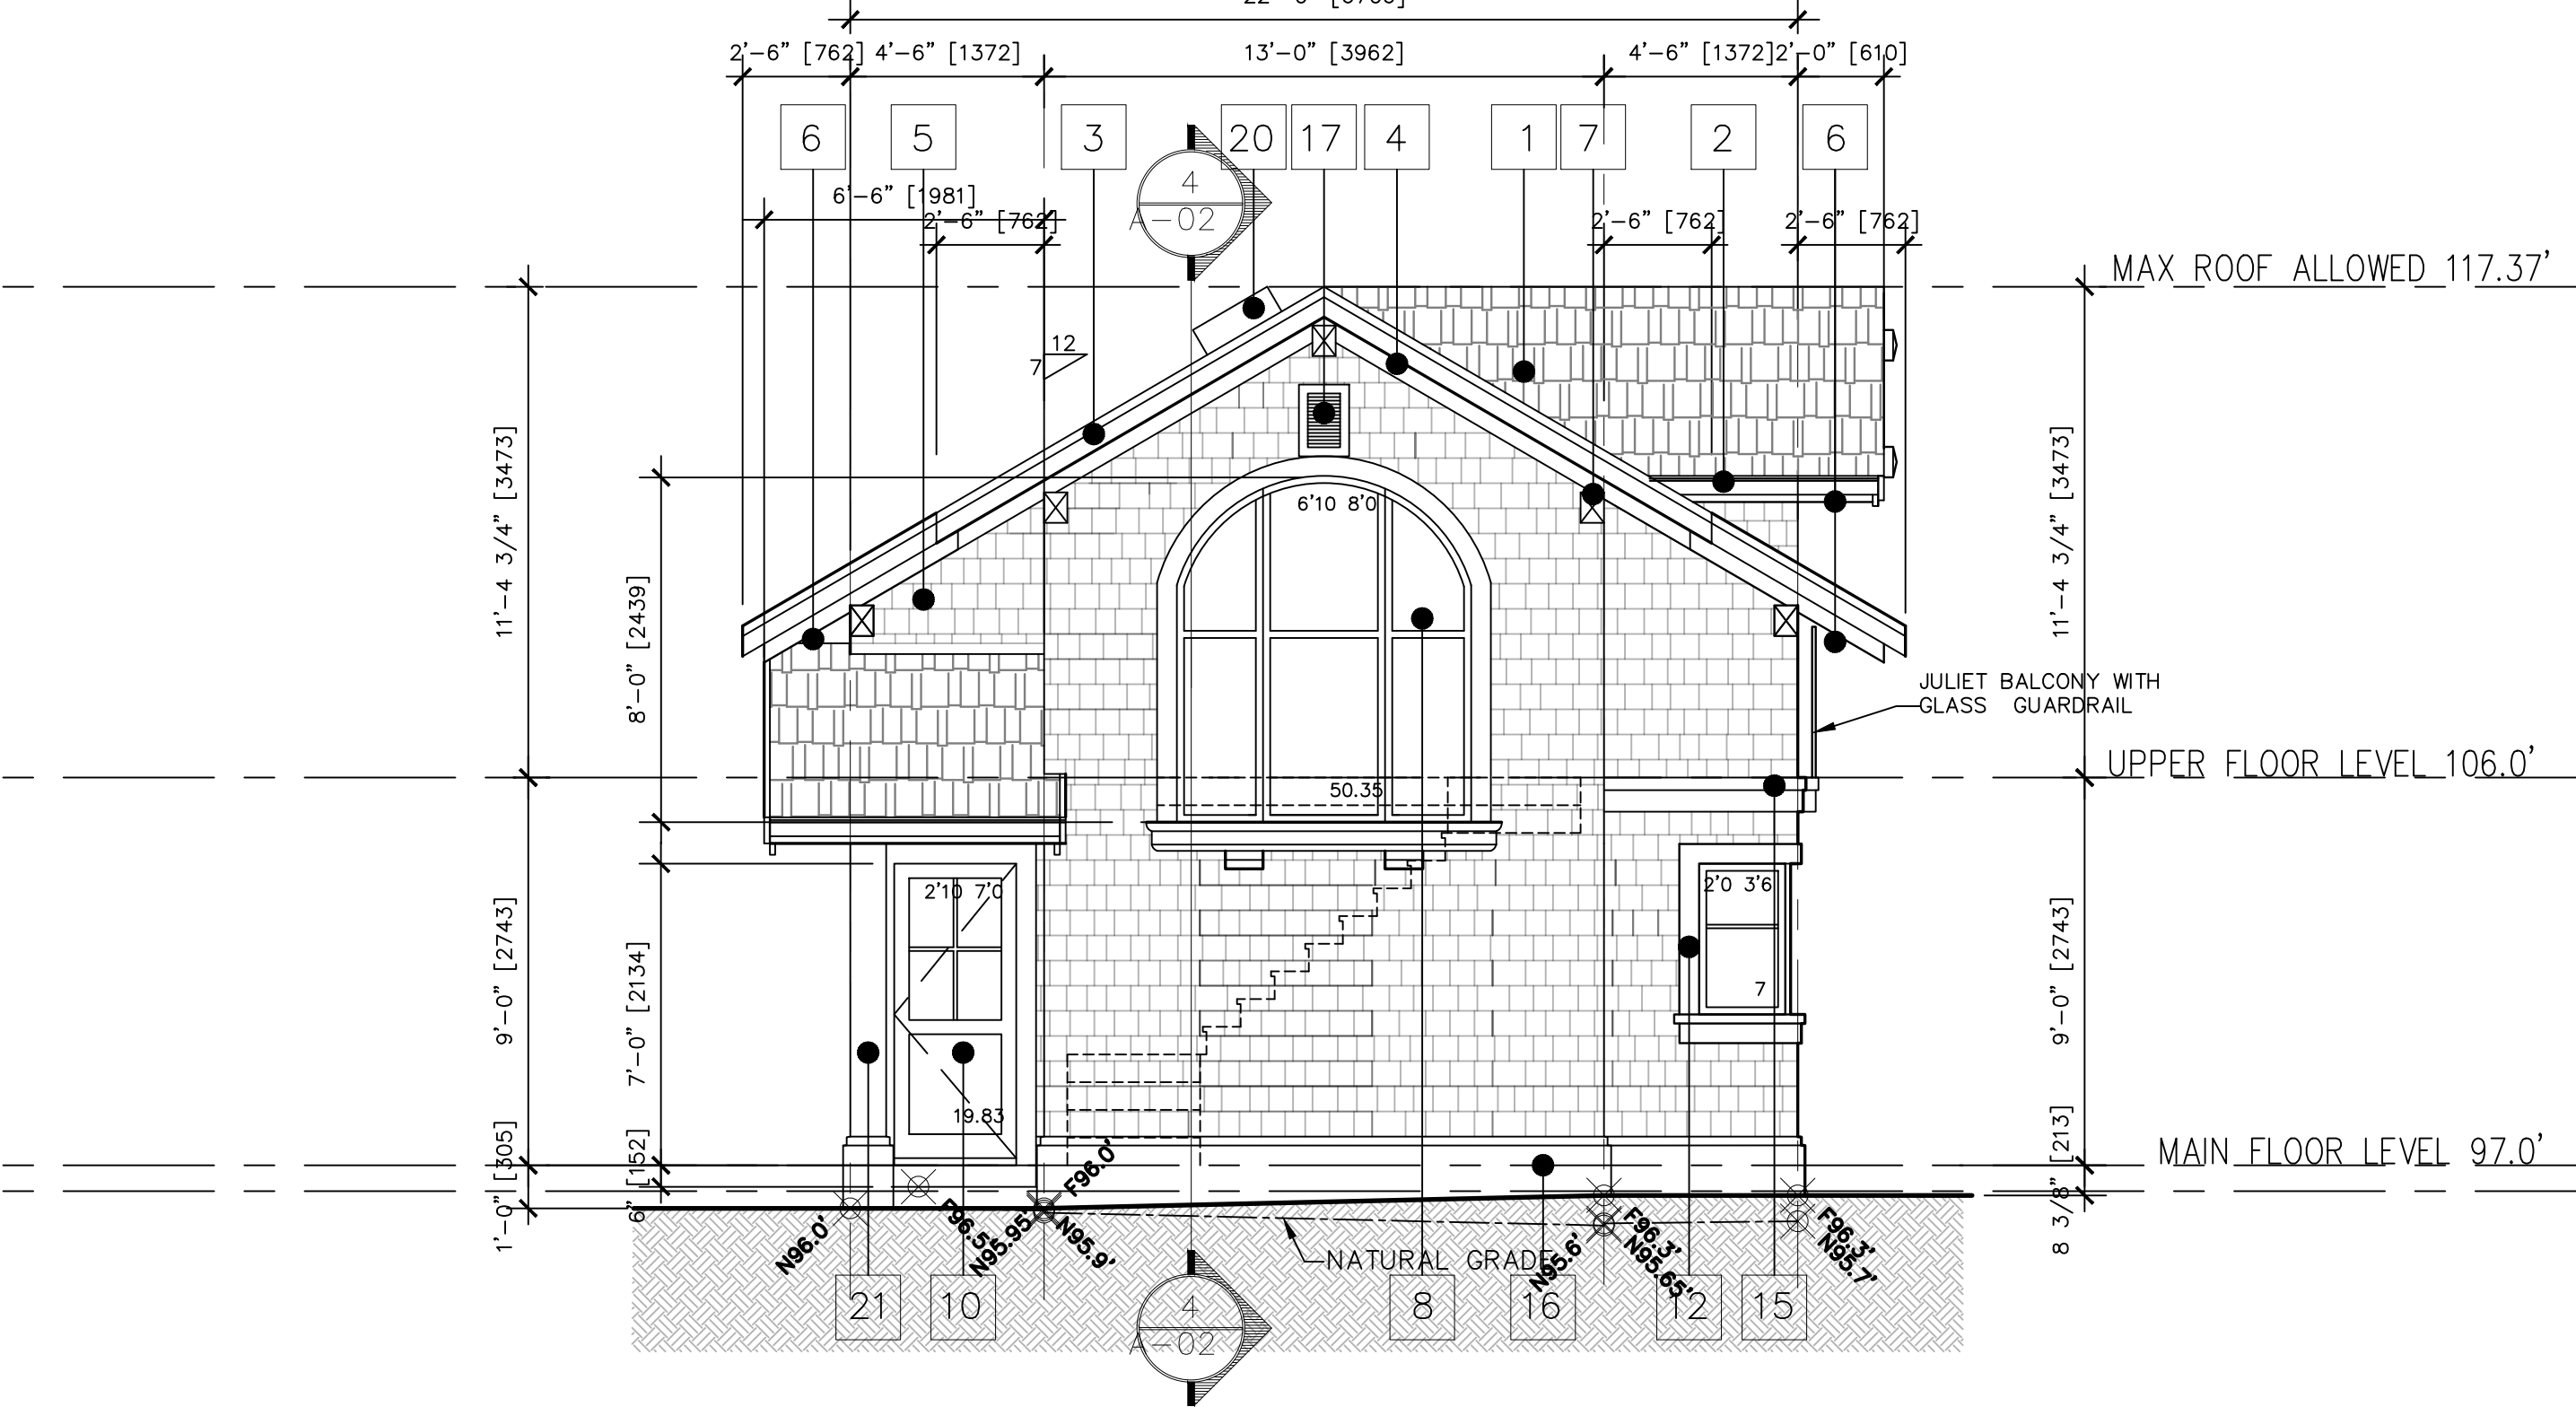 2'-6" [762] 4'-6" [1372] 13'-0" [3962] 4'-6" [1372] 2'-0" [610]
6 5 3 20 17 4 1 7 2 6
4
A-02
6'-6" [1981]
2'-6" [762] 2'-6" [762] 2'-6" [762]
MAX ROOF ALLOWED 117.37'
12
7
11'-4 3/4" [3473]
11'-4 3/4" [3473]
6'10 8'0
8'-0" [2439]
JULIET BALCONY WITH
GLASS GUARDRAIL
UPPER FLOOR LEVEL 106.0'
50.35
2'10 7'0
2'0 3'6
7
9'-0" [2743]
7'-0" [2134]
9'-0" [2743]
19.83
MAIN FLOOR LEVEL 97.0'
1'-0" [305]
6" [152]
8 3/8" [213]
F96.0'
N96.0'
F96.5'
N95.95'
N95.9'
NATURAL GRADE
N95.6'
F96.3'
N95.65'
F96.3'
N95.7'
21 10 8 16 12 15
4
A-02